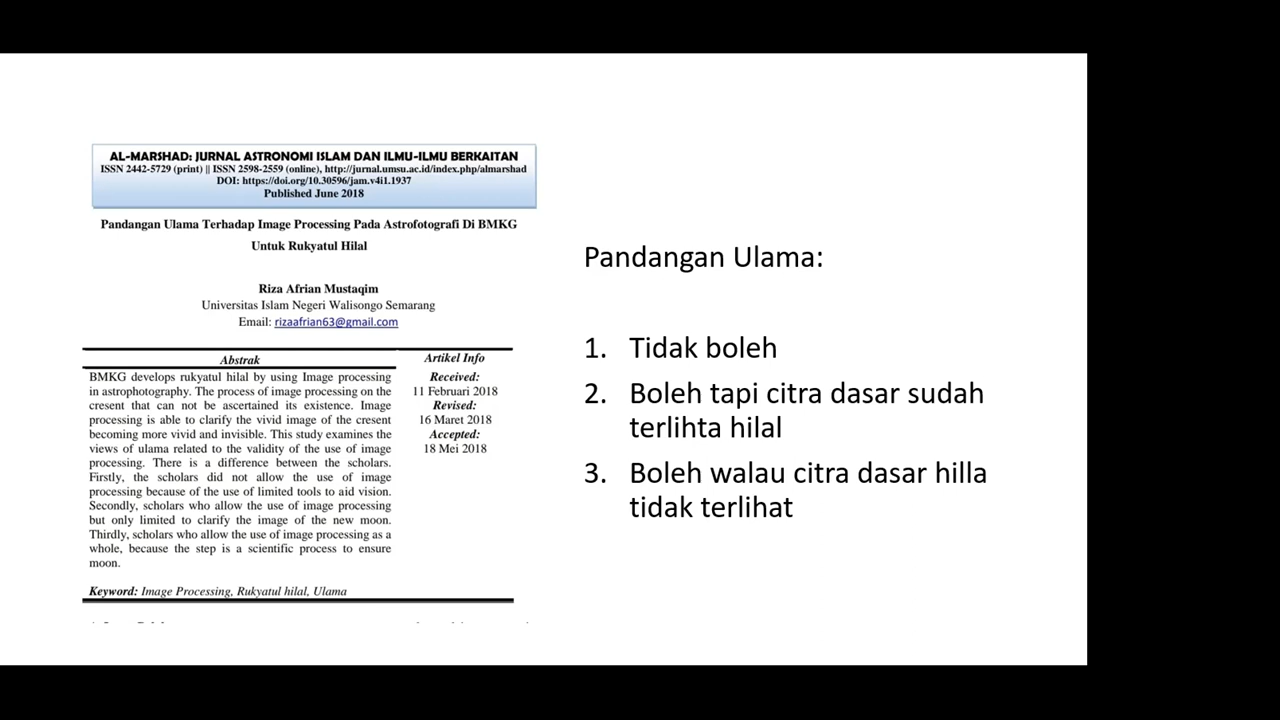 AL-MARSHAD: JURNAL ASTRONOMI ISLAM DAN ILMU-ILMU BERKAITAN
ISSN 2442-5729 (print) || ISSN 2598-2559 (online), http://jurnal.umsu.ac.id/index.php/almarshad
DOI: https://doi.org/10.30596/jam.v4i1.1937
Published June 2018
Pandangan Ulama Terhadap Image Processing Pada Astrofotografi Di BMKG
Untuk Rukyatul Hilal
Riza Afrian Mustaqim
Universitas Islam Negeri Walisongo Semarang
Email: rizaafrian63@gmail.com
Abstrak
BMKG develops rukyatul hilal by using Image processing
in astrophotography. The process of image processing on the
cresent that can not be ascertained its existence. Image
processing is able to clarify the vivid image of the cresent
becoming more vivid and invisible. This study examines the
views of ulama related to the validity of the use of image
processing. There is a difference between the scholars.
Firstly, the scholars did not allow the use of image
processing because of the use of limited tools to aid vision.
Secondly, scholars who allow the use of image processing
but only limited to clarify the image of the new moon.
Thirdly, scholars who allow the use of image processing as a
whole, because the step is a scientific process to ensure
moon.
Keyword: Image Processing, Rukyatul hilal, Ulama
Artikel Info
Received:
11 Februari 2018
Revised:
16 Maret 2018
Accepted:
18 Mei 2018
Pandangan Ulama:
1. Tidak boleh
2. Boleh tapi citra dasar sudah
terlihta hilal
3. Boleh walau citra dasar hilla
tidak terlihat